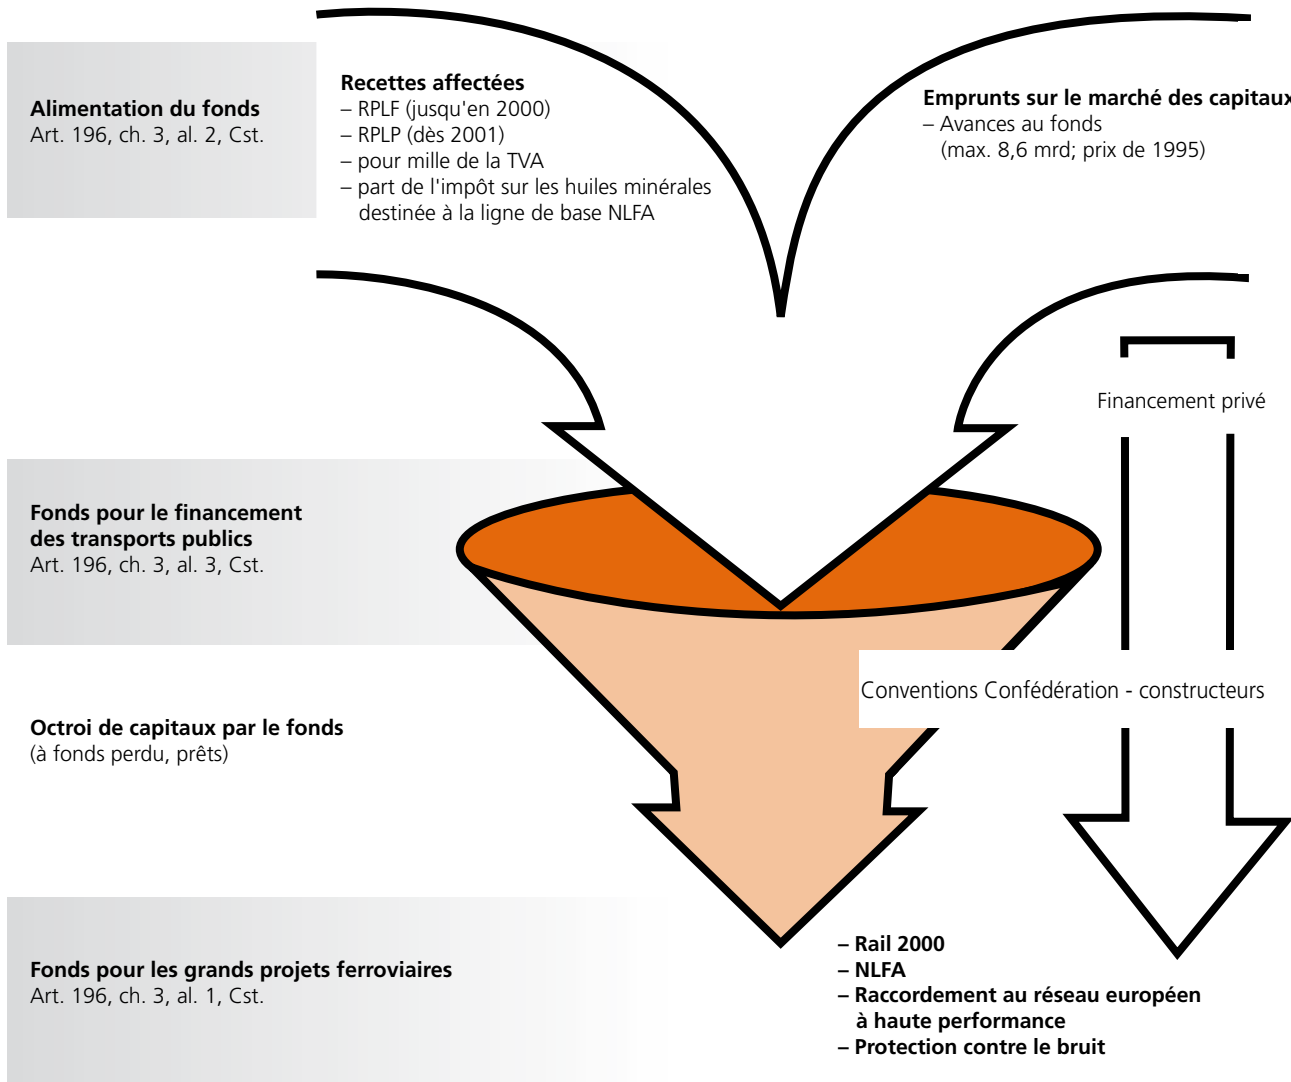 Alimentation du fonds
Art. 196, ch. 3, al. 2, Cst.
Recettes affectées
– RPLF (jusqu'en 2000)
– RPLP (dès 2001)
– pour mille de la TVA
– part de l'impôt sur les huiles minérales
destinée à la ligne de base NLFA
Emprunts sur le marché des capitaux
– Avances au fonds
(max. 8,6 mrd; prix de 1995)
Financement privé
Fonds pour le financement
des transports publics
Art. 196, ch. 3, al. 3, Cst.
Conventions Confédération - constructeurs
Octroi de capitaux par le fonds
(à fonds perdu, prêts)
Fonds pour les grands projets ferroviaires
Art. 196, ch. 3, al. 1, Cst.
– Rail 2000
– NLFA
– Raccordement au réseau européen
à haute performance
– Protection contre le bruit